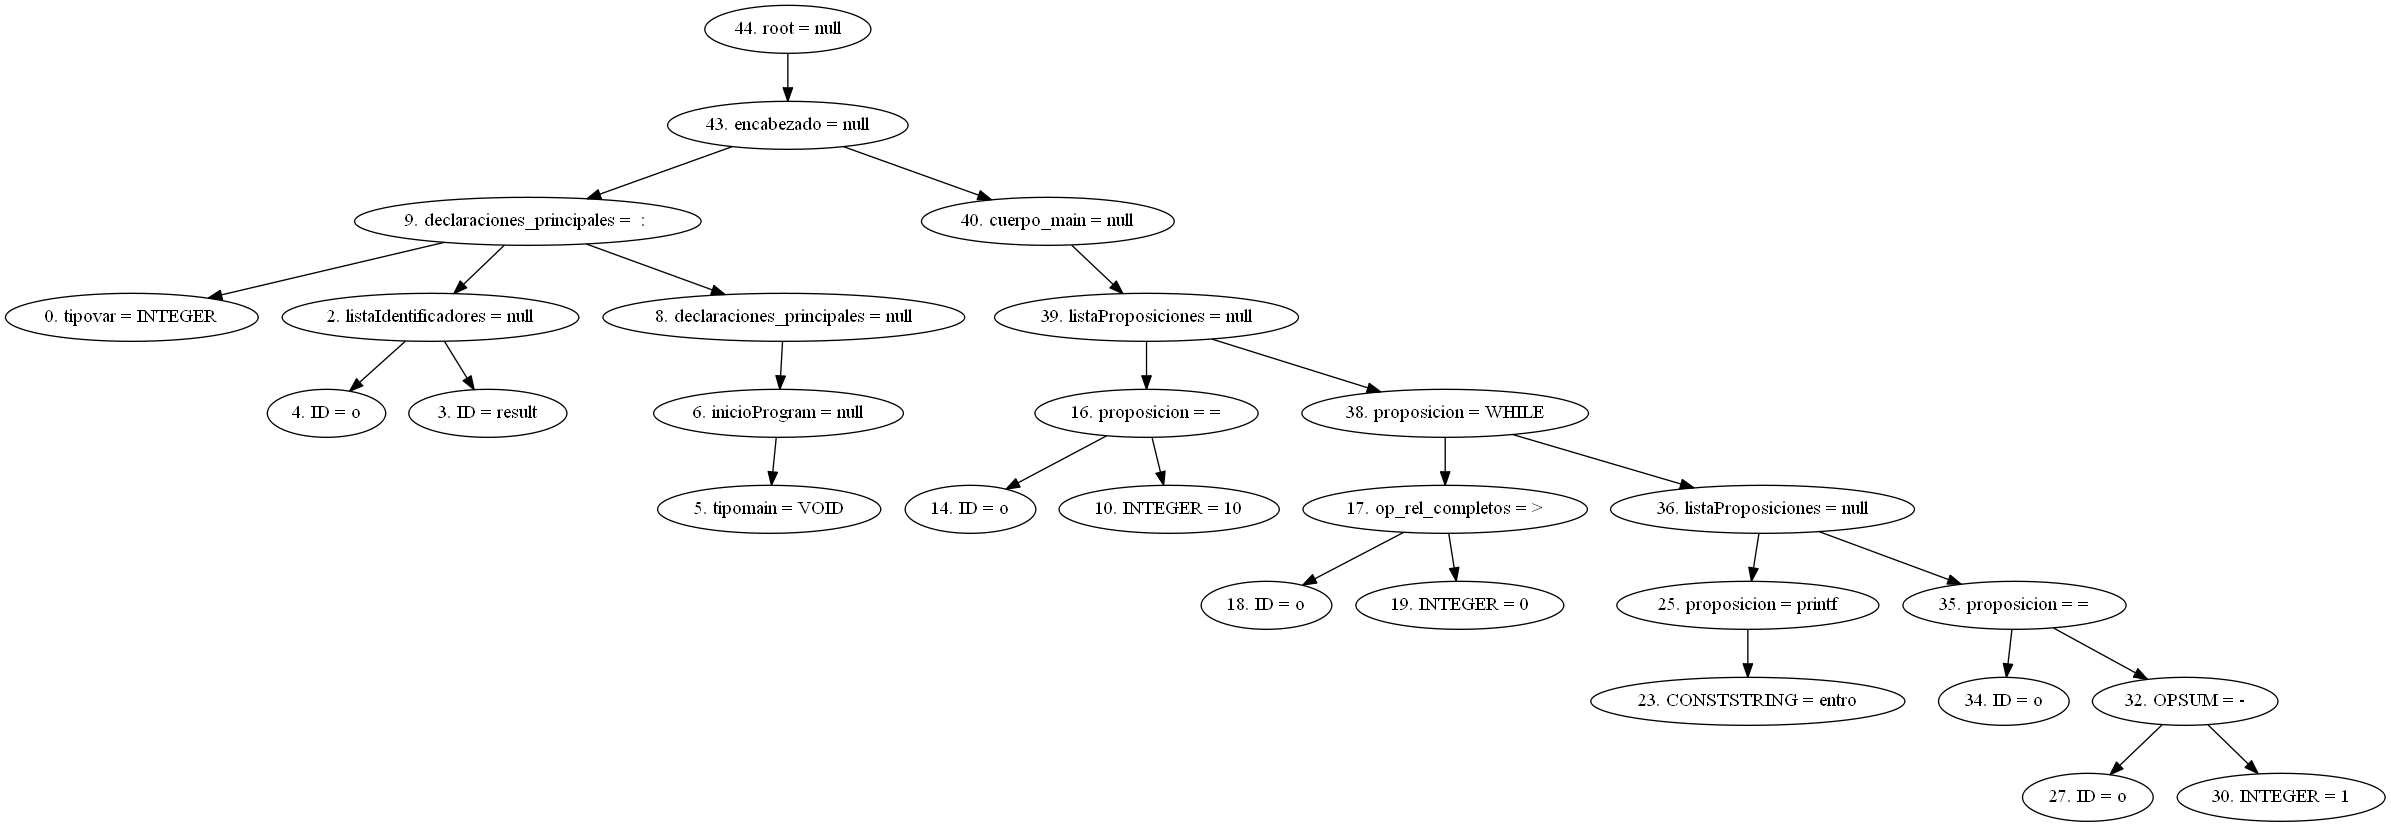 44. root = null
43. encabezado = null
9. declaraciones_principales = :
40. cuerpo_main = null
0. tipovar = INTEGER
2. listaIdentificadores = null
8. declaraciones_principales = null
39. listaProposiciones = null
4. ID = o
3. ID = result
6. inicioProgram = null
16. proposicion = =
38. proposicion = WHILE
5. tipomain = VOID
14. ID = o
10. INTEGER = 10
17. op_rel_completos = >
36. listaProposiciones = null
18. ID = o
19. INTEGER = 0
25. proposicion = printf
35. proposicion = =
23. CONSTSTRING = entro
34. ID = o
32. OPSUM = -
27. ID = o
30. INTEGER = 1